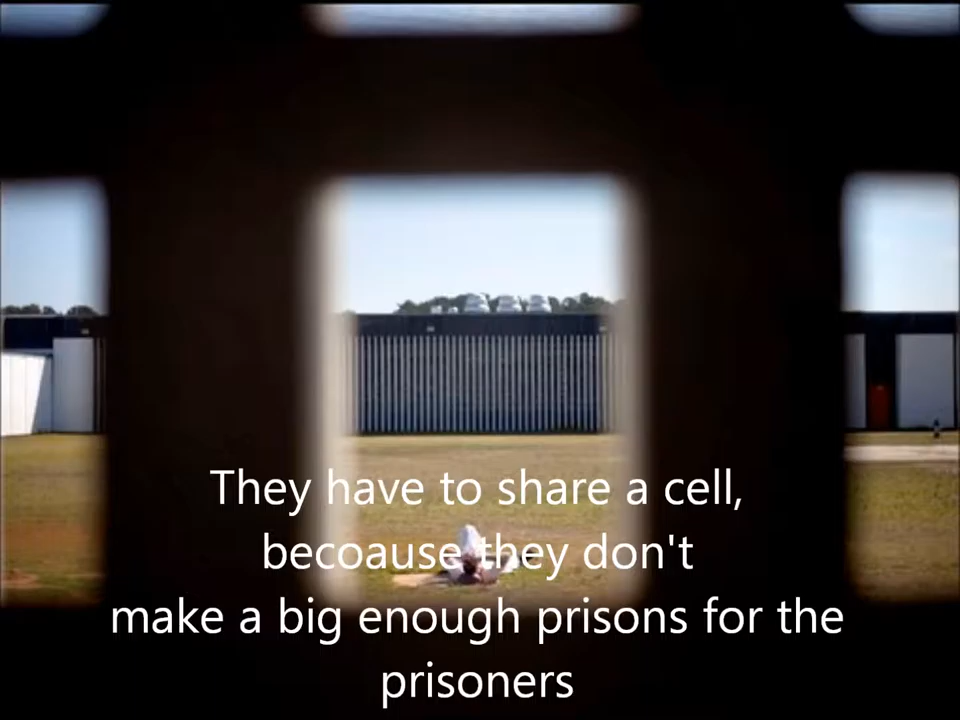 They have to share a cell,
becoause they don't
make a big enough prisons for the
prisoners